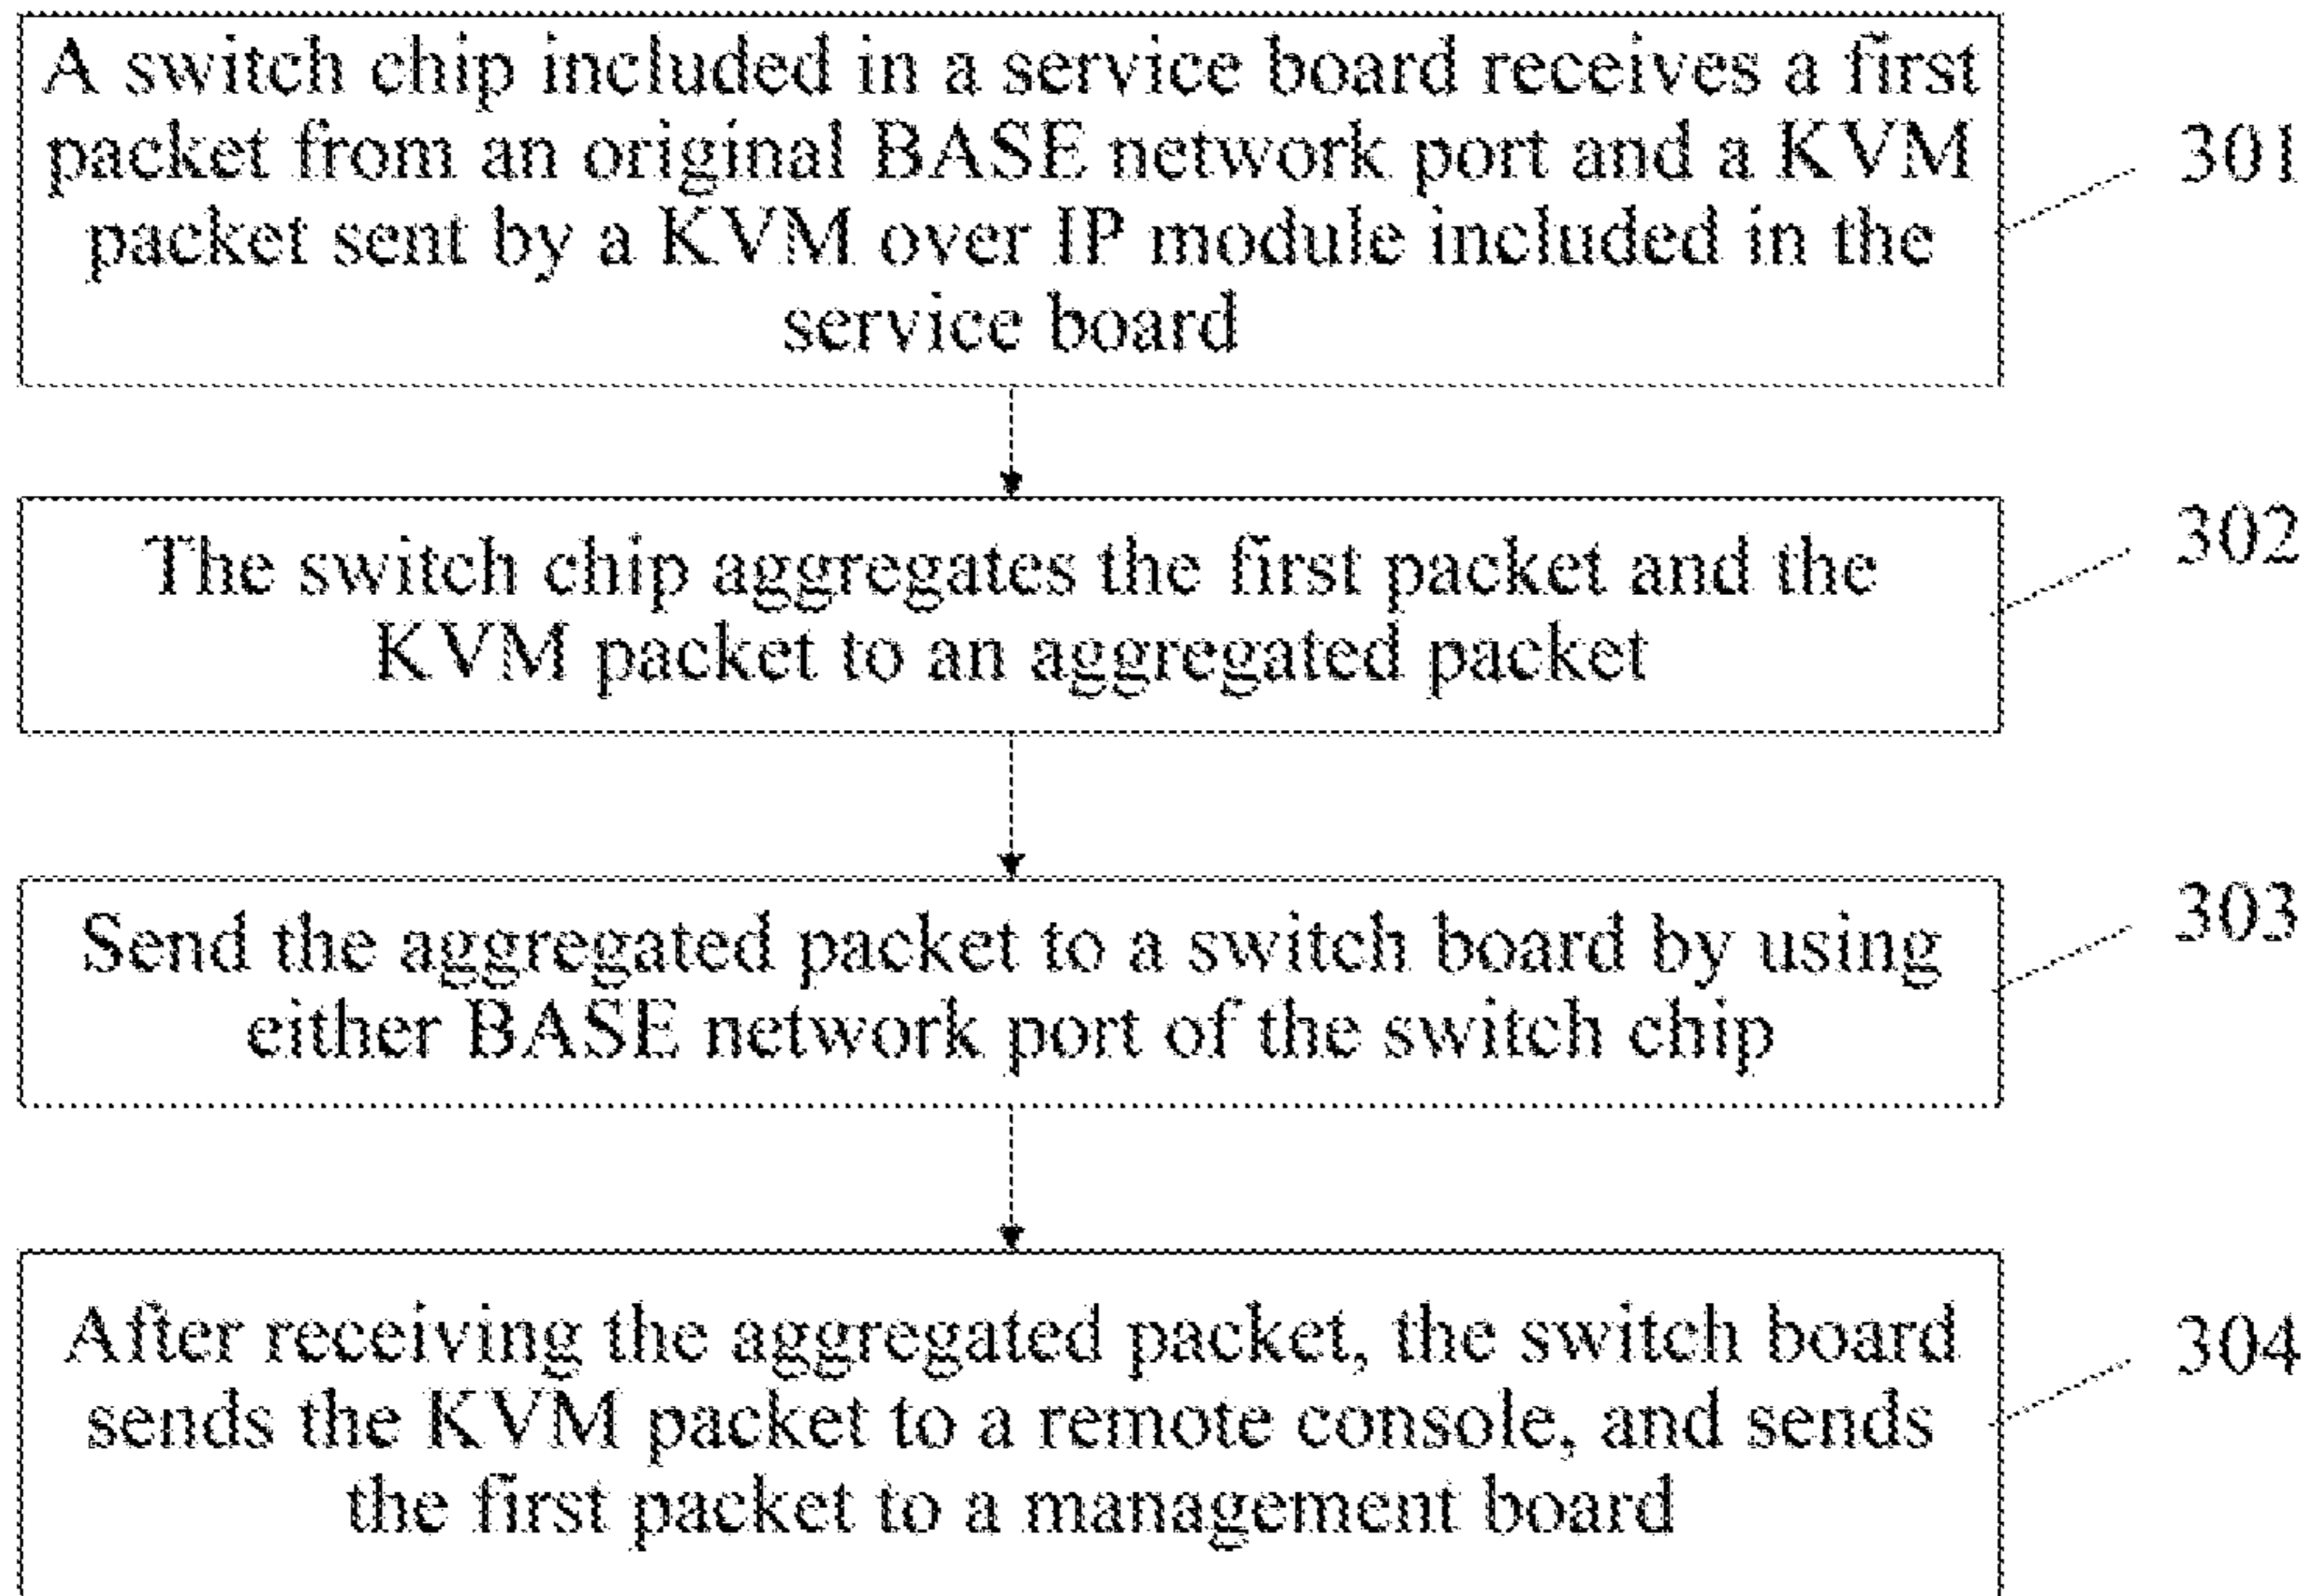 A switch chip included in a service board receives a first
packet from an original BASE network port and a KVM
packet sent by a KVM over IP module included in the
service board
301
The switch chip aggregates the first packet and the
KVM packet to an aggregated packet
302
Send the aggregated packet to a switch board by using
either BASE network port of the switch chip
303
After receiving the aggregated packet, the switch board
sends the KVM packet to a remote console, and sends
the first packet to a management board
304